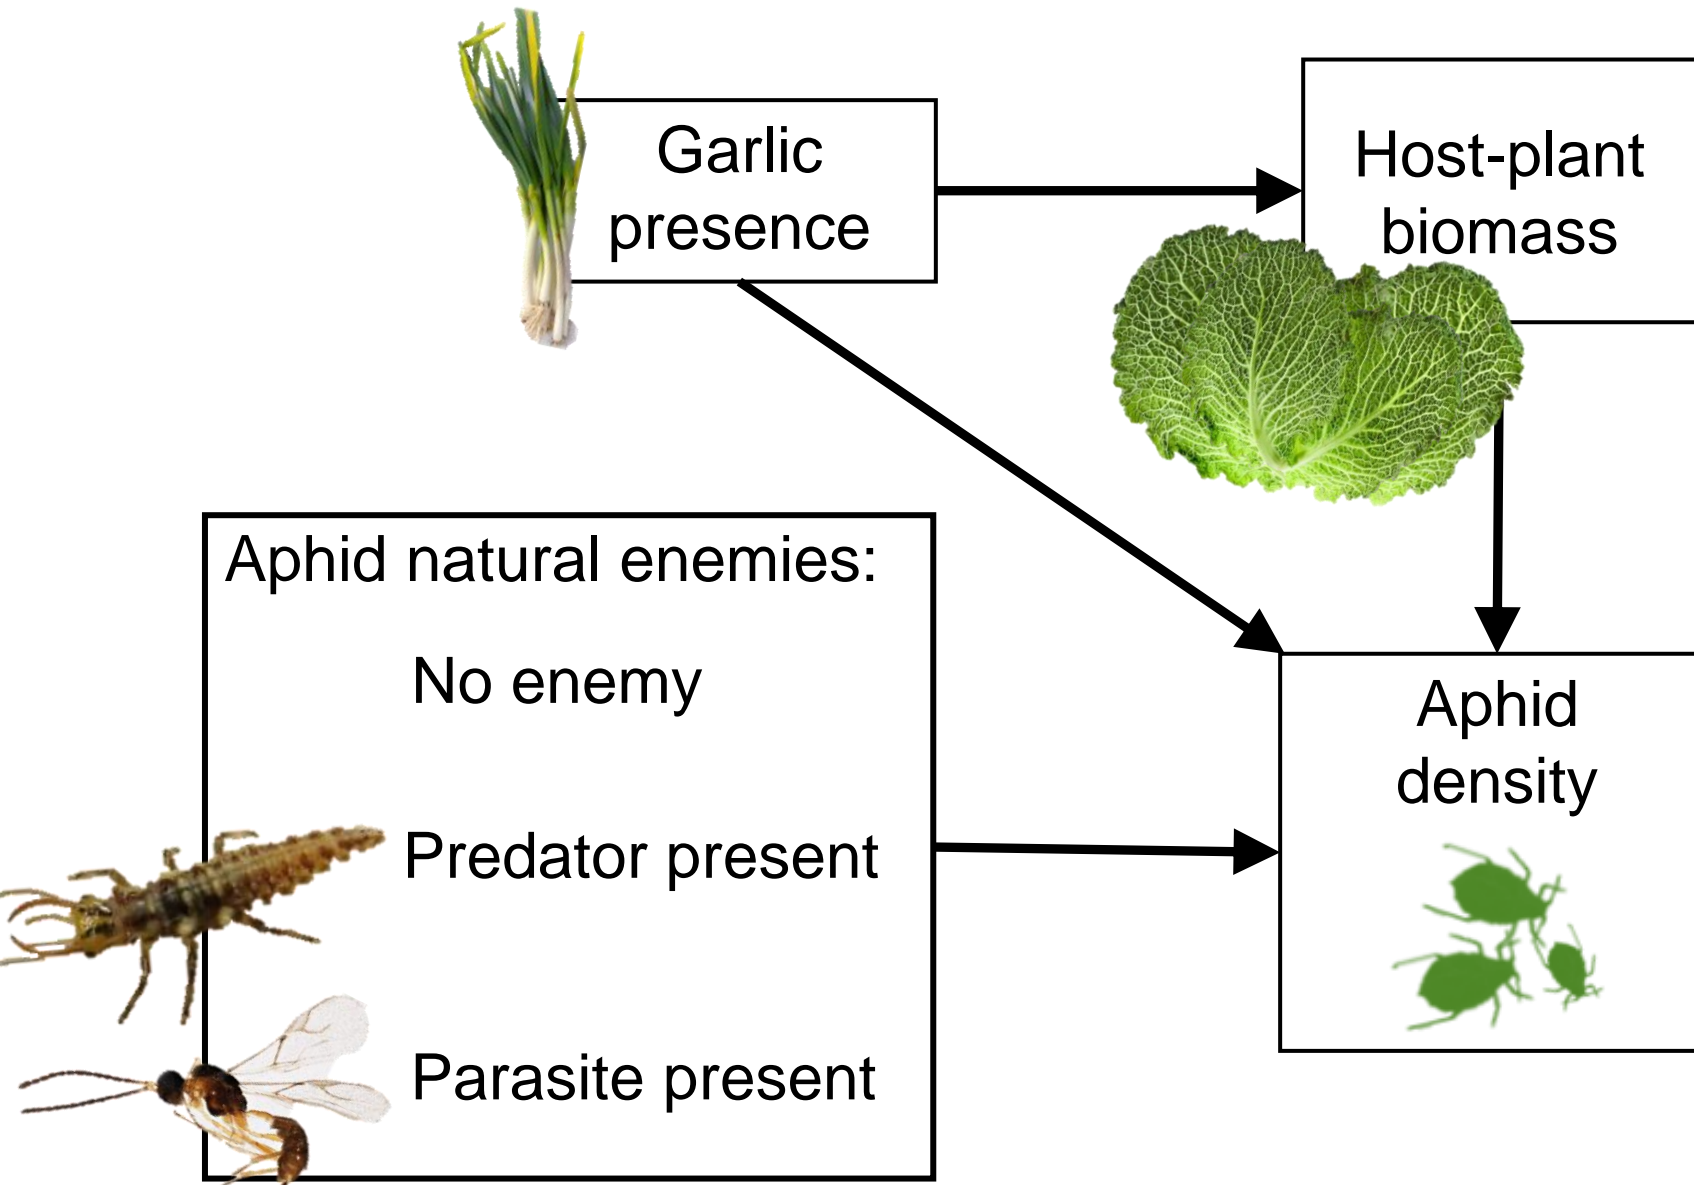 Garlic
presence
Host-plant
biomass
Aphid natural enemies:
No enemy
Predator present
Parasite present
Aphid
density